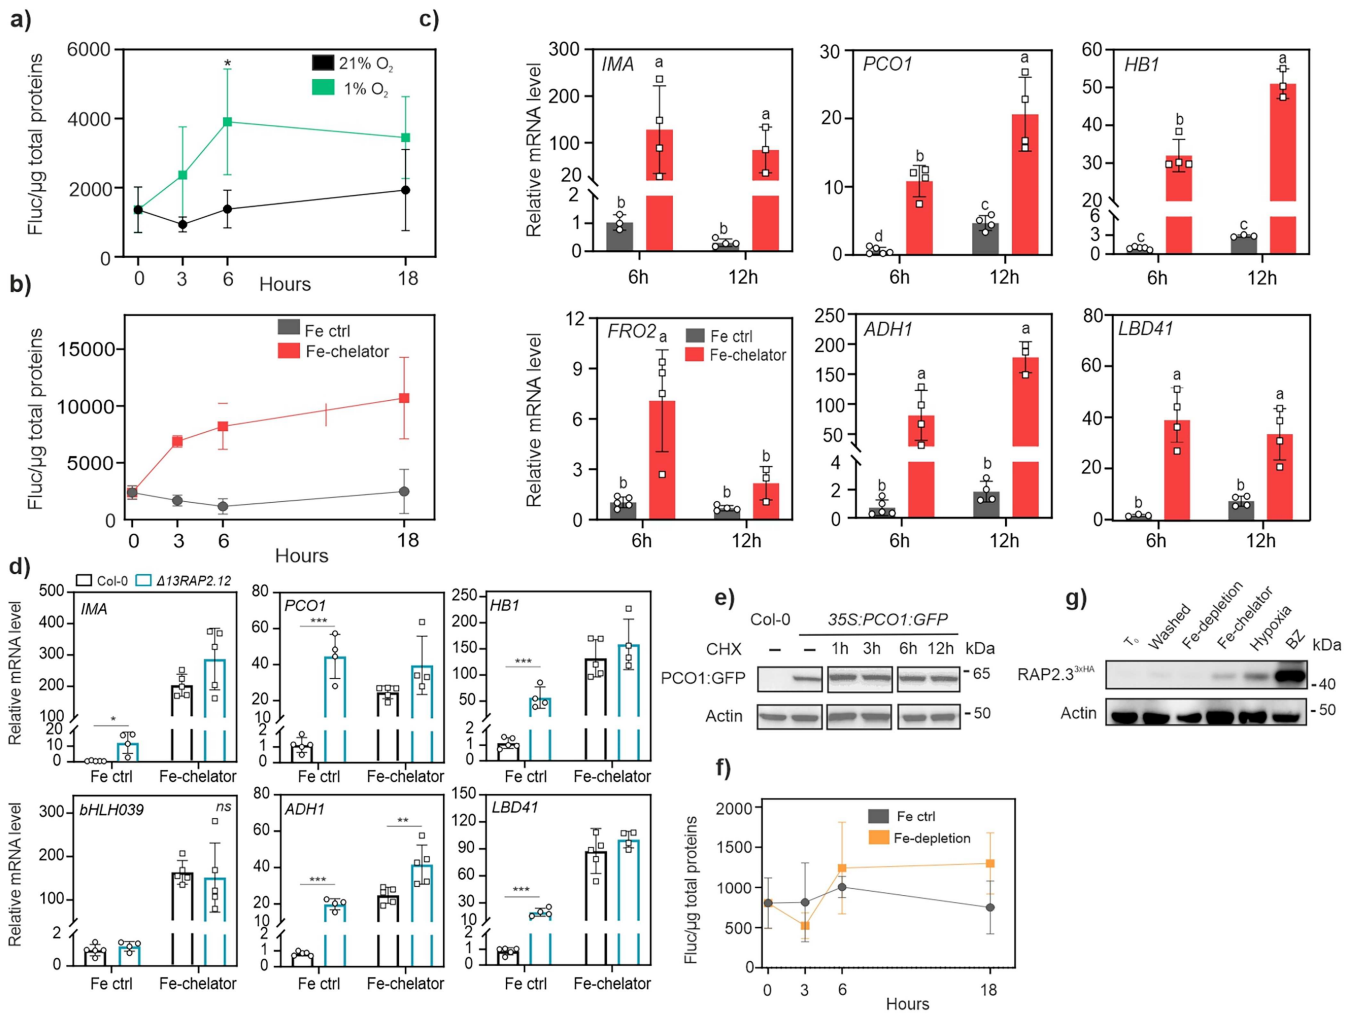 a)
6000
4000
2000
0
Fluc/µg total proteins
*
21% O2
1% O2
0 3 6 18
Hours
b)
15000
10000
5000
0
Fluc/µg total proteins
Fe ctrl
Fe-chelator
0 3 6 18
Hours
c)
Relative mRNA level
IMA
300
200
100
20
2
1
0
b a b a
6h 12h
PCO1
30
20
10
0
d b c a
6h 12h
HB1
60
50
40
30
20
6
3
0
c b c a
6h 12h
Relative mRNA level
FRO2
12
9
6
3
0
b a b b
Fe ctrl
Fe-chelator
6h 12h
ADH1
250
200
150
100
50
4
2
0
b a b a
6h 12h
LBD41
80
60
40
20
0
b a b a
6h 12h
d)
Col-0 Δ13RAP2.12
Relative mRNA level
IMA
500
400
300
200
100
20
10
0
*
Fe ctrl Fe-chelator
PCO1
80
60
40
20
10
2
1
0
***
Fe ctrl Fe-chelator
HB1
250
200
150
100
50
10
2
1
0
***
Fe ctrl Fe-chelator
Relative mRNA level
bHLH039
ns
300
200
100
2
1
0
Fe ctrl Fe-chelator
ADH1
80
60
40
20
10
2
1
0
*** **
Fe ctrl Fe-chelator
LBD41
150
120
90
60
30
10
2
1
0
***
Fe ctrl Fe-chelator
e)
Col-0 35S:PCO1:GFP
CHX – – 1h 3h 6h 12h kDa
PCO1:GFP -65
Actin -50
f)
2000
1500
1000
500
0
Fluc/µg total proteins
Fe ctrl
Fe-depletion
0 3 6 18
Hours
g)
T0 Washed Fe-depletion Fe-chelator Hypoxia BZ kDa
RAP2.3 3xHA
-40
Actin -50